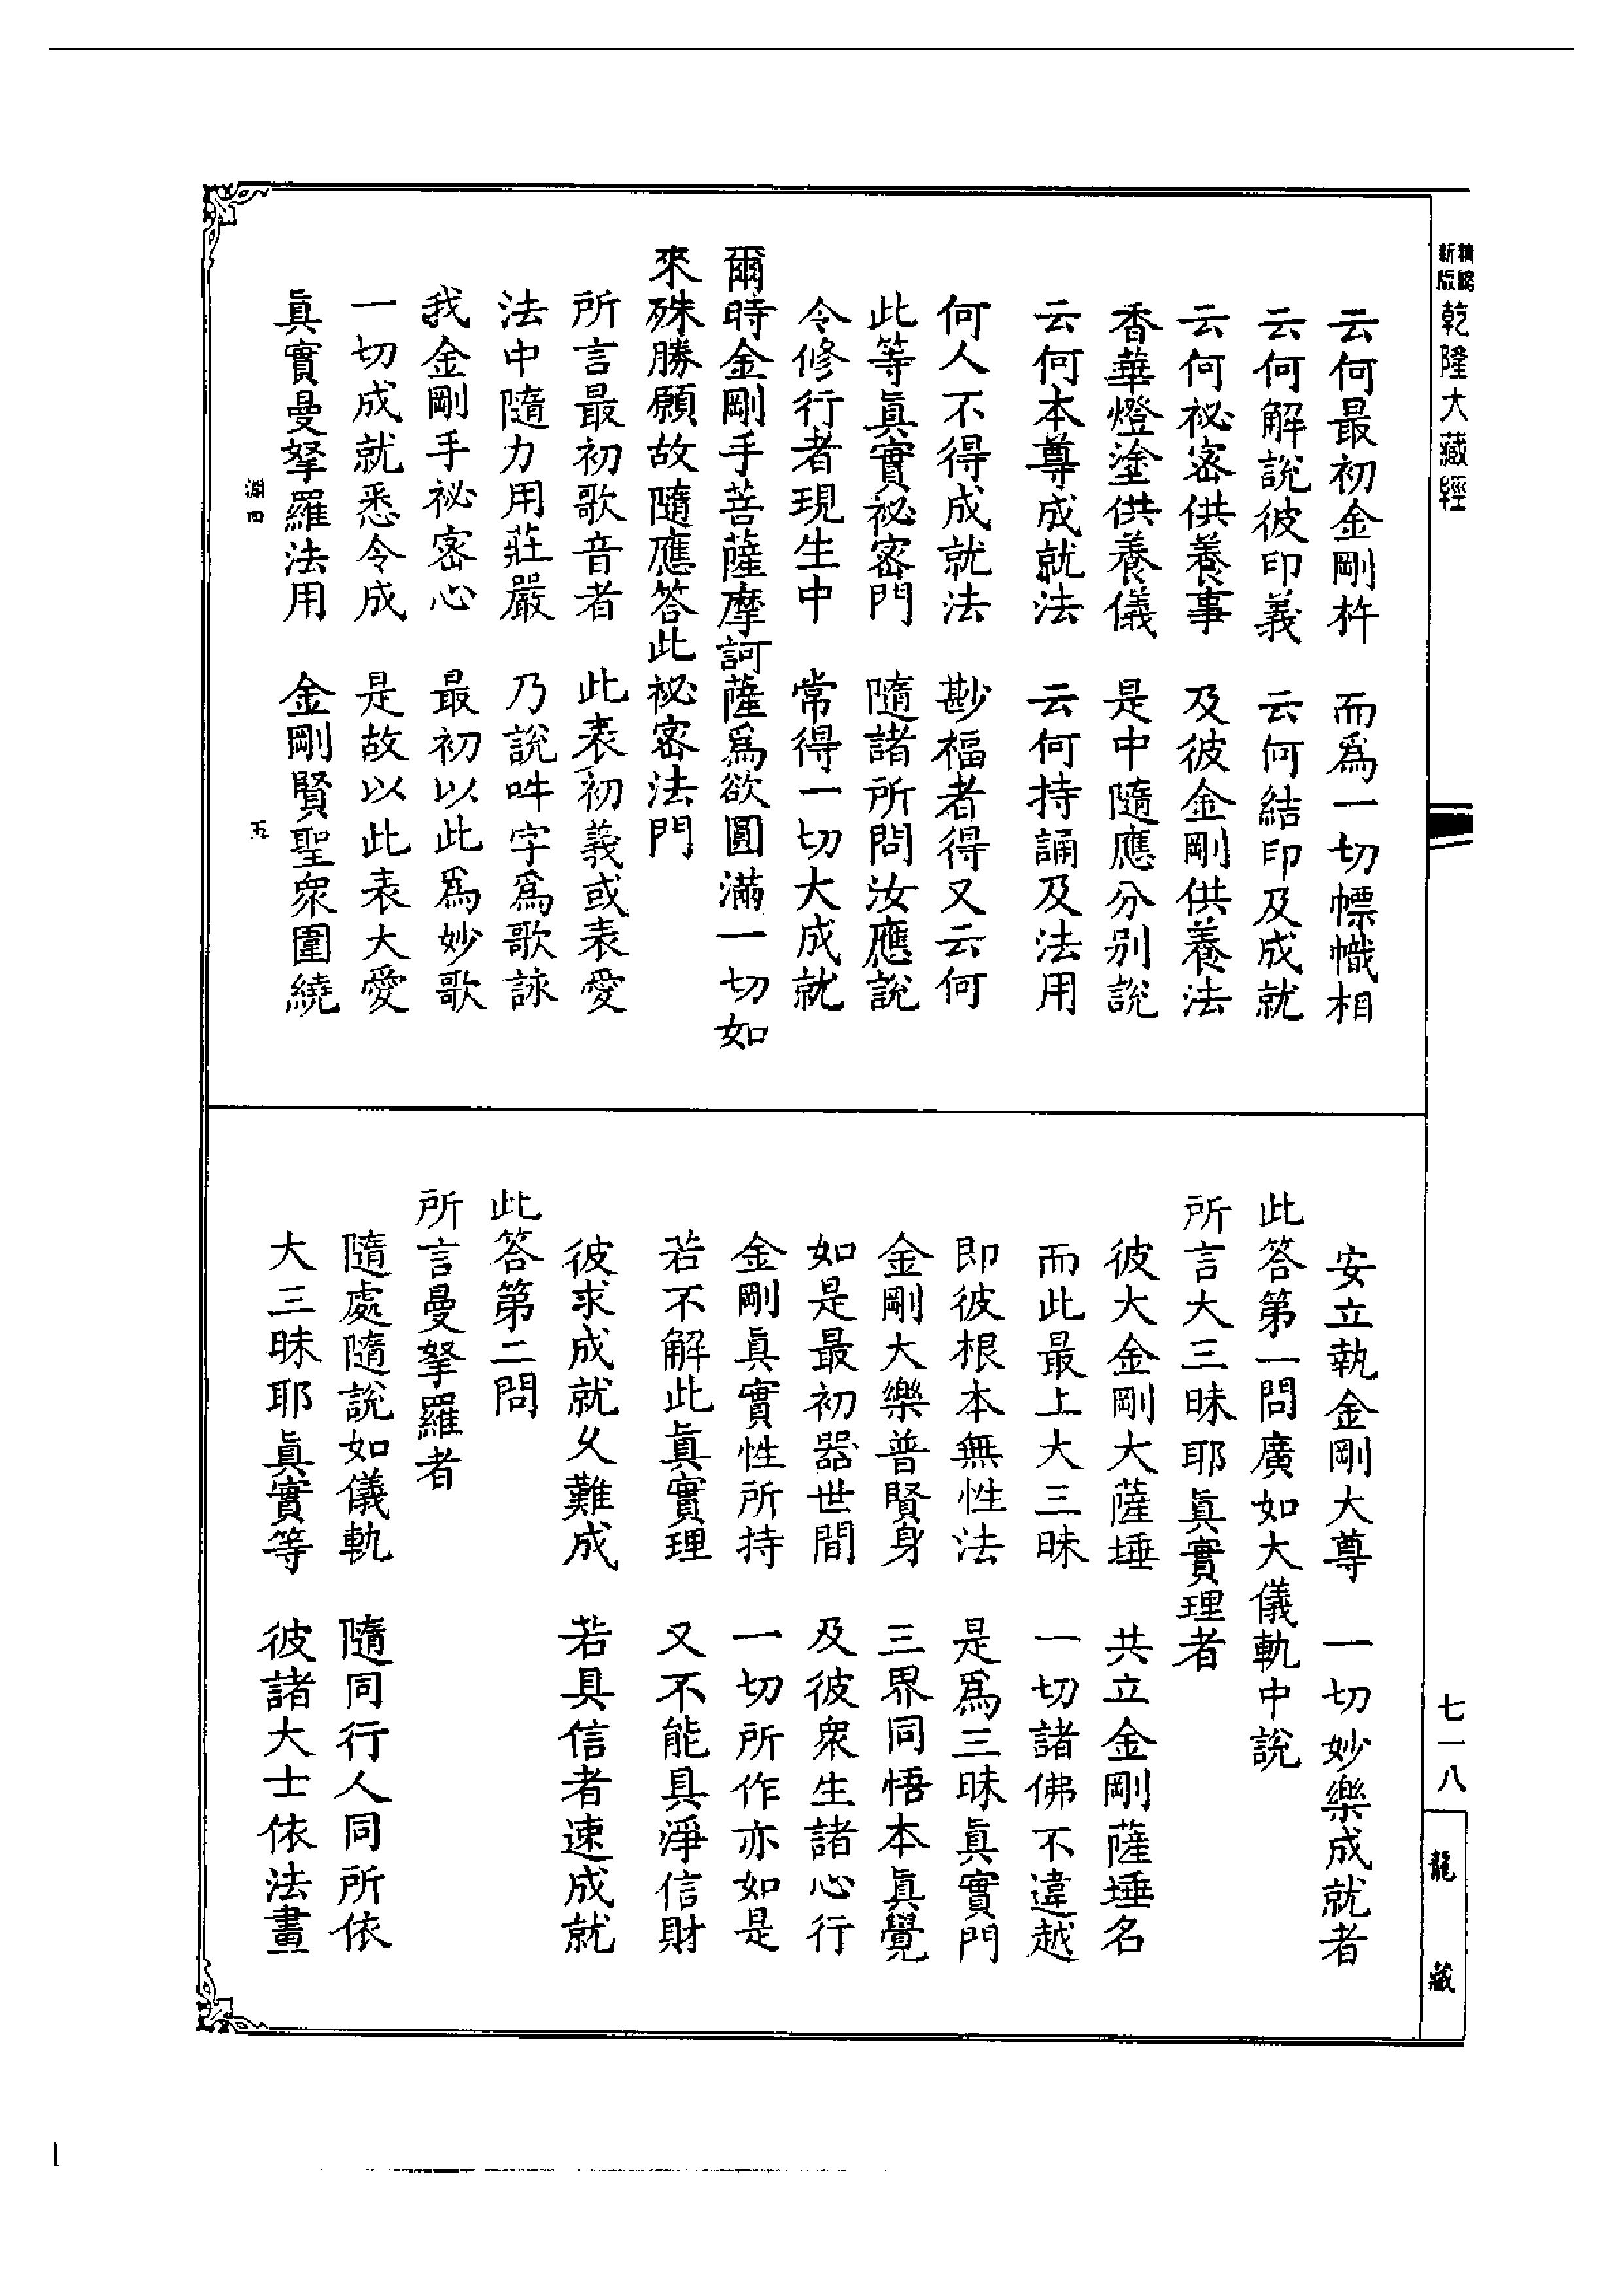 新版
精縮
乾隆大藏經
云何最初金剛杵　而爲一切幖幟相
云何解說彼印義　云何結印及成就
云何祕密供養事　及彼金剛供養法
香華燈塗供養儀　是中隨應分別說
云何本尊成就法　云何持誦及法用
何人不得成就法　尠福者得又云何
此等眞實祕密門　隨諸所問汝應說
令修行者現生中　常得一切大成就
爾時金剛手菩薩摩訶薩爲欲圓滿一切如
來殊勝願故隨應答此祕密法門
所言最初歌音者　此表初義或表愛
法中隨力用莊嚴　乃說吽字爲歌詠
我金剛手祕密心　最初以此爲妙歌
一切成就悉令成　是故以此表大愛
眞實曼拏羅法用　金剛賢聖衆圍繞
淵四
五
安立執金剛大尊　一切妙樂成就者
此答第一問廣如大儀軌中說
所言大三昧耶眞實理者
彼大金剛大薩埵　共立金剛薩埵名
而此最上大三昧　一切諸佛不違越
即彼根本無性法　是爲三昧眞實門
金剛大樂普賢身　三界同悟本眞覺
如是最初器世間　及彼衆生諸心行
金剛眞實性所持　一切所作亦如是
若不解此眞實理　又不能具淨信財
彼求成就久難成　若具信者速成就
此答第二問
所言曼拏羅者
隨處隨說如儀軌　隨同行人同所依
大三昧耶眞實等　彼諸大士依法畫
七一八
龍藏